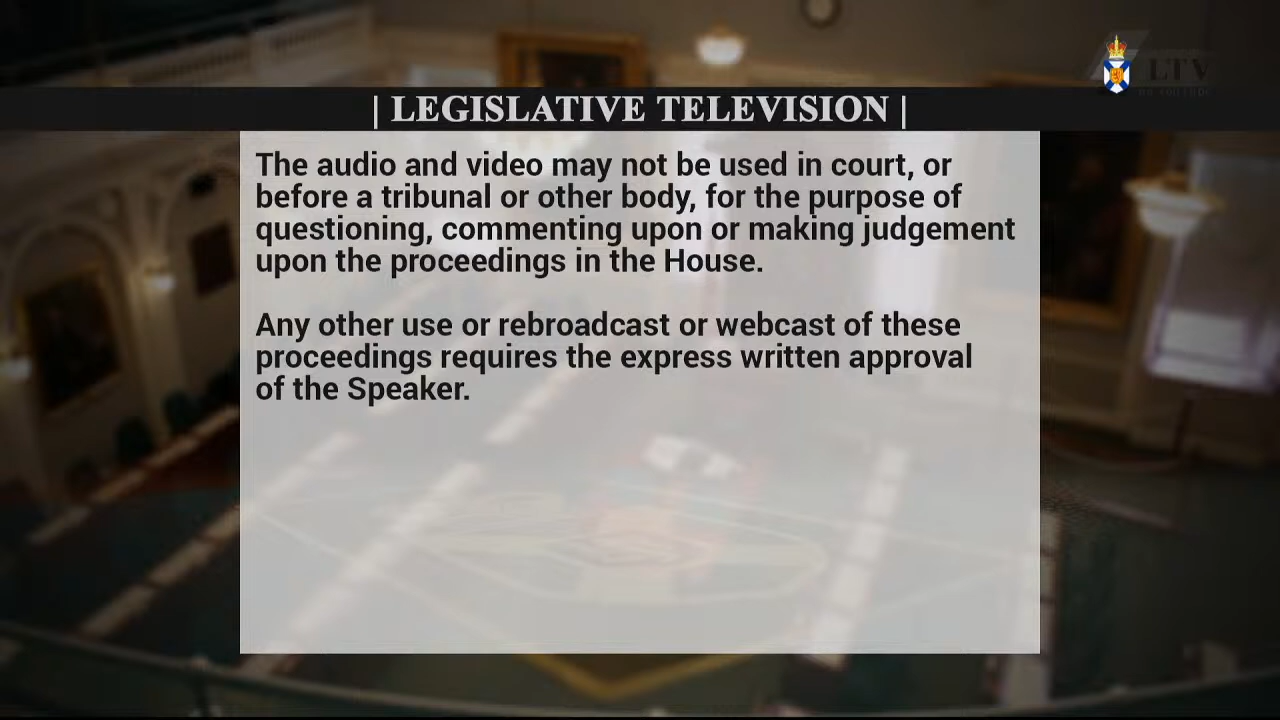 LTV
| LEGISLATIVE TELEVISION |
The audio and video may not be used in court, or
before a tribunal or other body, for the purpose of
questioning, commenting upon or making judgement
upon the proceedings in the House.
Any other use or rebroadcast or webcast of these
proceedings requires the express written approval
of the Speaker.